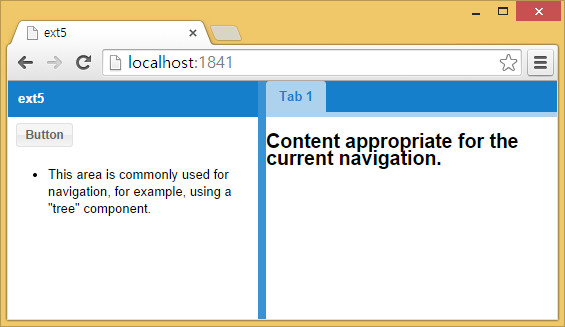 ext5
localhost:1841
ext5
Tab 1
Button
This area is commonly used for
navigation, for example, using a
"tree" component.
Content appropriate for the
current navigation.